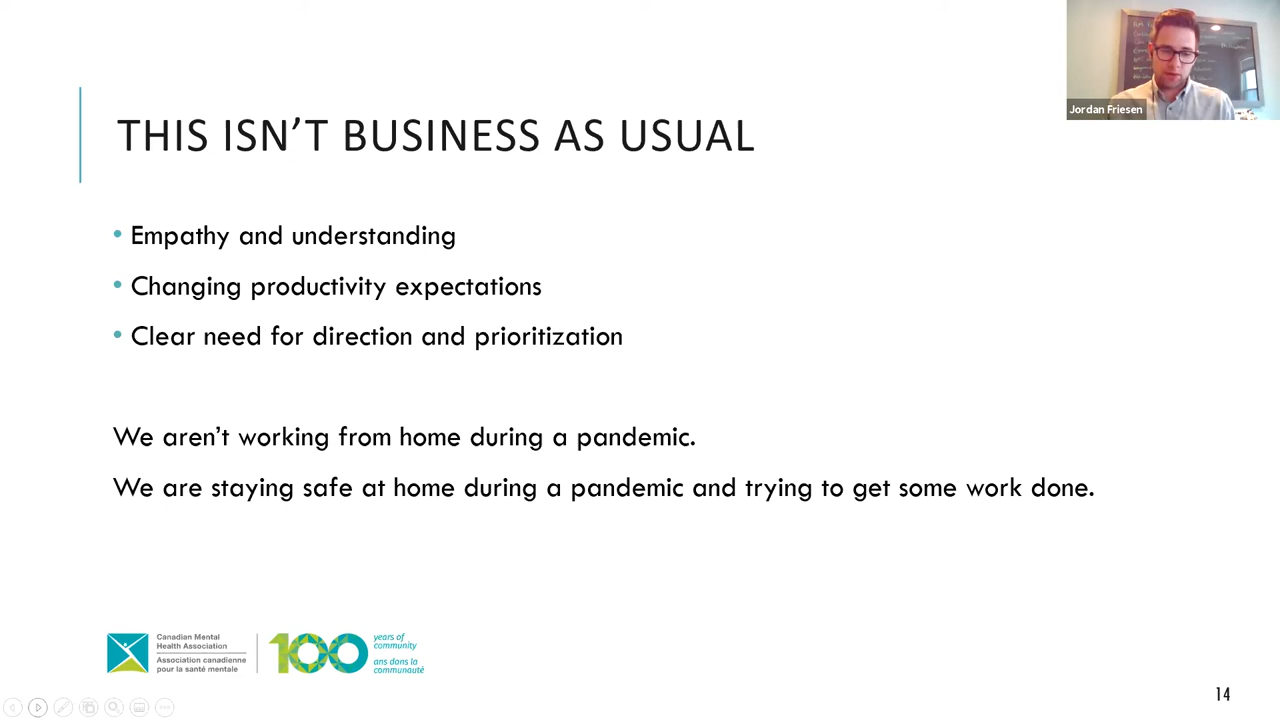 Jordan Friesen
THIS ISN'T BUSINESS AS USUAL
• Empathy and understanding
• Changing productivity expectations
• Clear need for direction and prioritization
We aren't working from home during a pandemic.
We are staying safe at home during a pandemic and trying to get some work done.
Canadian Mental
Health Association
Association canadienne
pour la santé mentale
100
years of
community
ans dans la
communauté
14